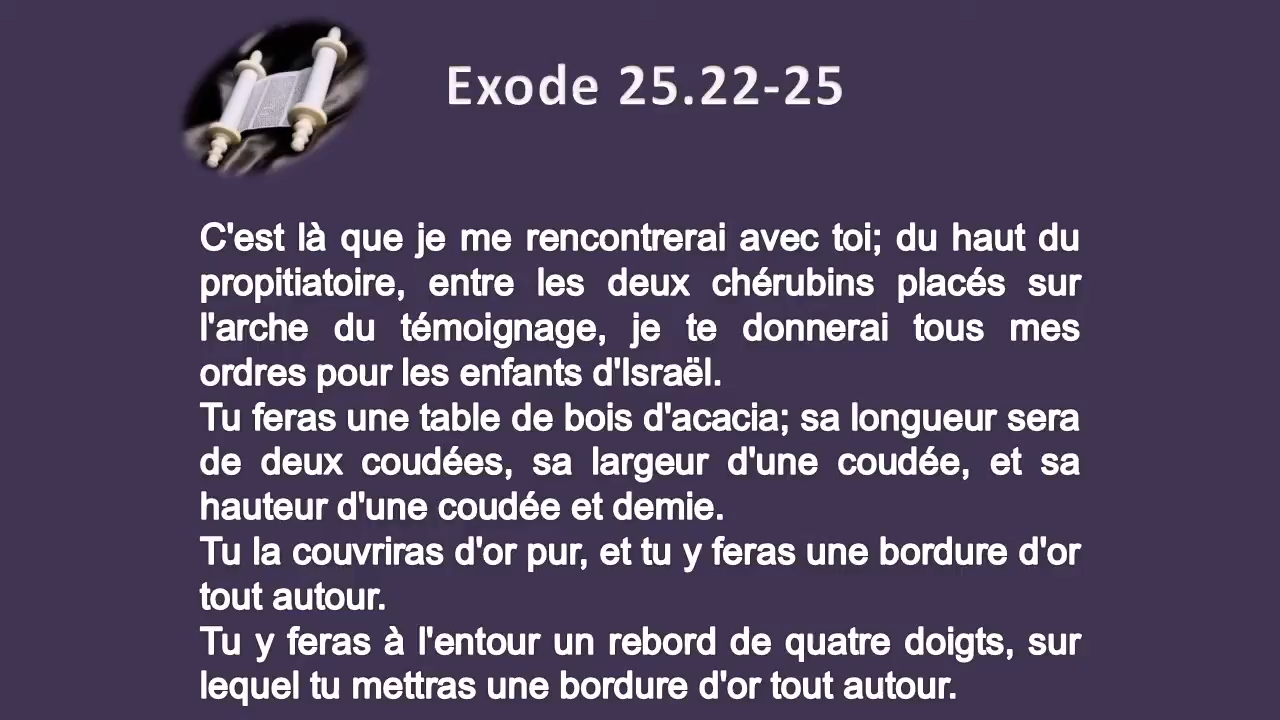 Exode 25.22-25
C'est là que je me rencontrerai avec toi; du haut du
propitiatoire, entre les deux chérubins placés sur
l'arche du témoignage, je te donnerai tous mes
ordres pour les enfants d'Israël.
Tu feras une table de bois d'acacia; sa longueur sera
de deux coudées, sa largeur d'une coudée, et sa
hauteur d'une coudée et demie.
Tu la couvriras d'or pur, et tu y feras une bordure d'or
tout autour.
Tu y feras à l'entour un rebord de quatre doigts, sur
lequel tu mettras une bordure d'or tout autour.